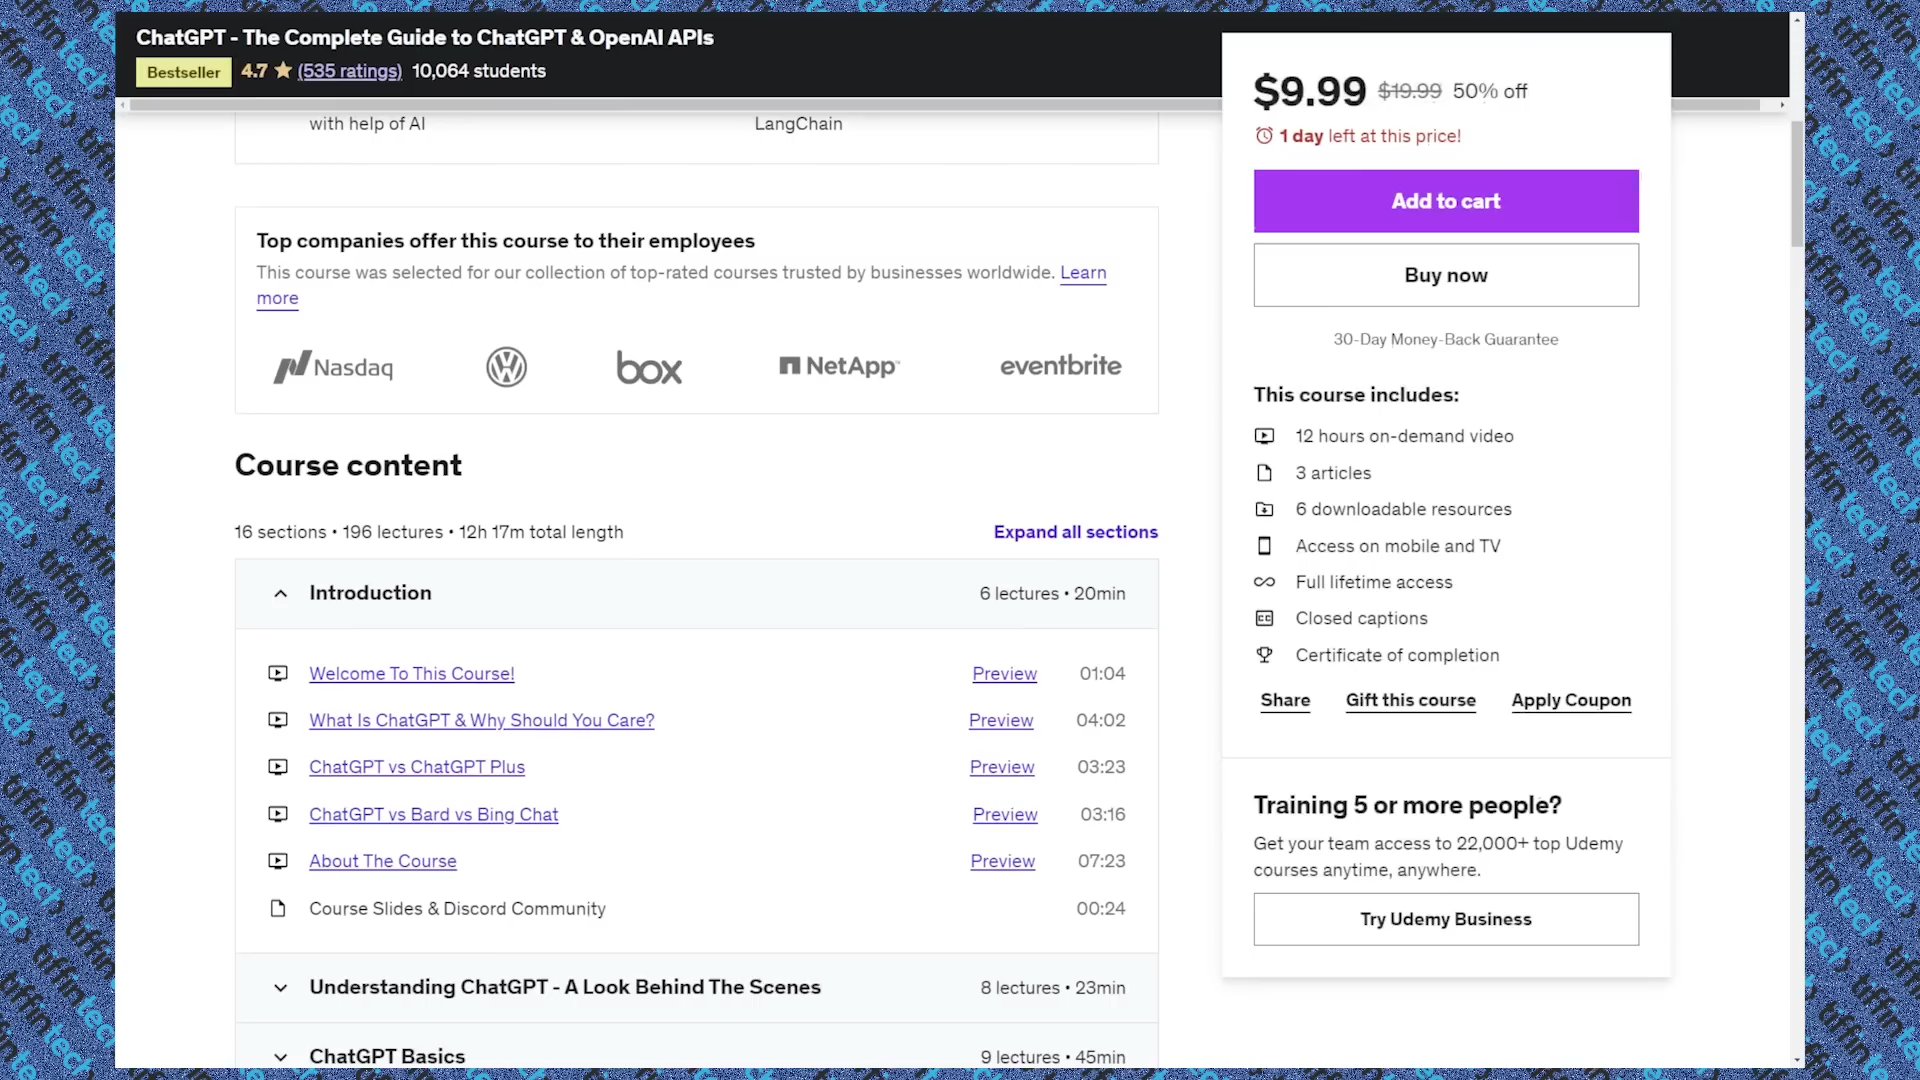 ChatGPT - The Complete Guide to ChatGPT & OpenAI APIs
Bestseller 4.7 (535 ratings) 10,064 students
with help of AI
LangChain
Top companies offer this course to their employees
This course was selected for our collection of top-rated courses trusted by businesses worldwide. Learn
more
Nasdaq
box
NetApp
eventbrite
Course content
16 sections • 196 lectures • 12h 17m total length
Expand all sections
Introduction
6 lectures • 20min
Welcome To This Course! Preview 01:04
What Is ChatGPT & Why Should You Care? Preview 04:02
ChatGPT vs ChatGPT Plus Preview 03:23
ChatGPT vs Bard vs Bing Chat Preview 03:16
About The Course Preview 07:23
Course Slides & Discord Community 00:24
Understanding ChatGPT - A Look Behind The Scenes 8 lectures • 23min
ChatGPT Basics 9 lectures • 45min
$9.99 $19.99 50% off
1 day left at this price!
Add to cart
Buy now
30-Day Money-Back Guarantee
This course includes:
12 hours on-demand video
3 articles
6 downloadable resources
Access on mobile and TV
Full lifetime access
CC Closed captions
Certificate of completion
Share Gift this course Apply Coupon
Training 5 or more people?
Get your team access to 22,000+ top Udemy
courses anytime, anywhere.
Try Udemy Business
tiffintech